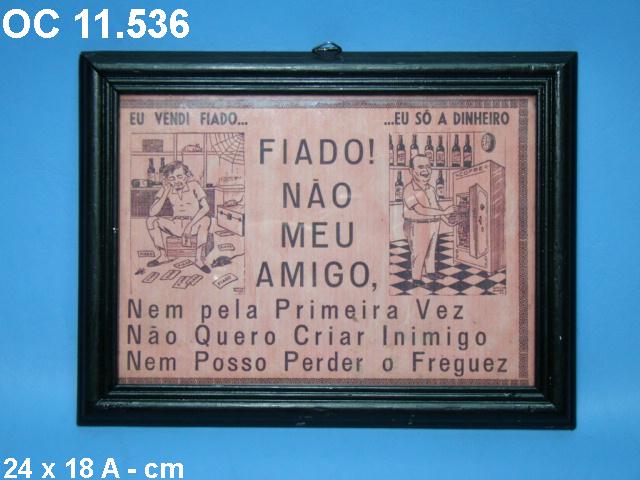 OC 11.536
EU VENDI FIADO...
...EU SÓ A DINHEIRO
FIADO!
NÃO
MEU
AMIGO,
COFRE
Nem pela Primeira Vez
Não Quero Criar Inimigo
Nem Posso Perder o Freguez
24 x 18 A - cm